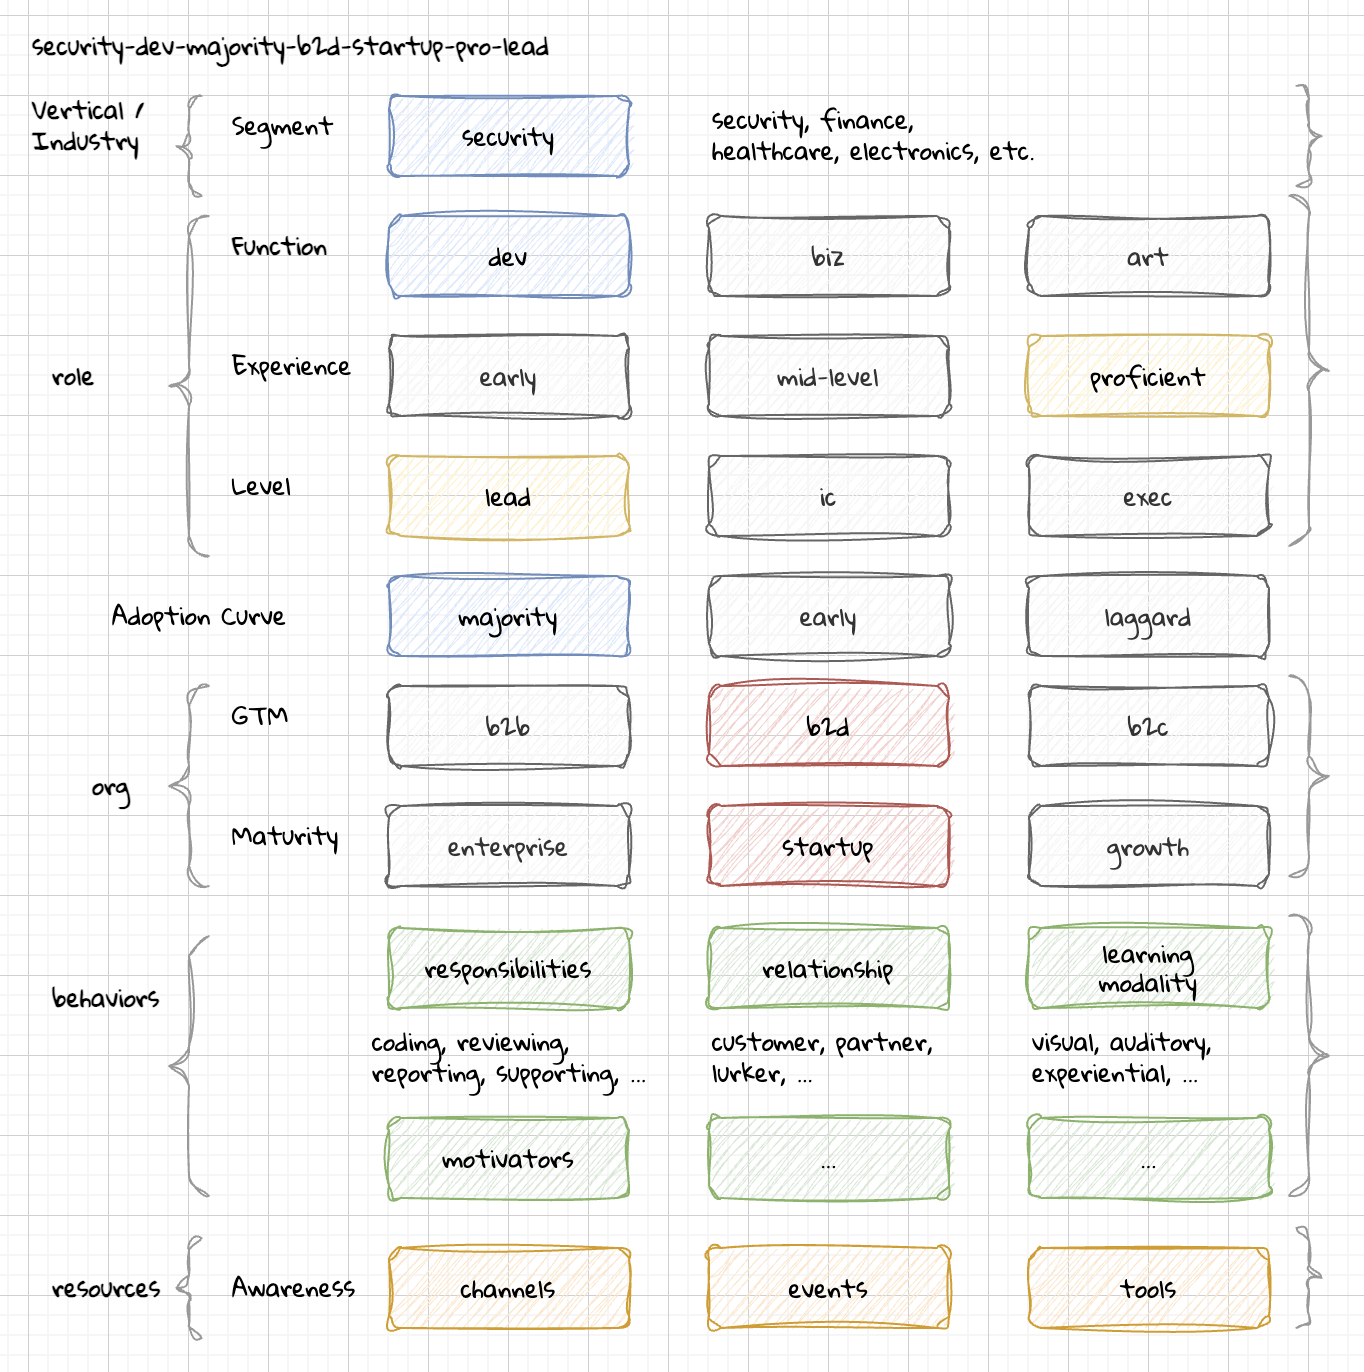 security-dev-majority-b2d-startup-pro-lead
Vertical /
Industry
Segment
security
security, finance,
healthcare, electronics, etc.
Function
dev
biz
art
role
Experience
early
mid-level
proficient
Level
lead
ic
exec
Adoption Curve
majority
early
laggard
org
GTM
b2b
b2d
b2c
Maturity
enterprise
startup
growth
behaviors
responsibilities
relationship
learning
modality
coding, reviewing,
reporting, supporting, ...
customer, partner,
lurker, ...
visual, auditory,
experiential, ...
motivators
...
...
resources
Awareness
channels
events
tools